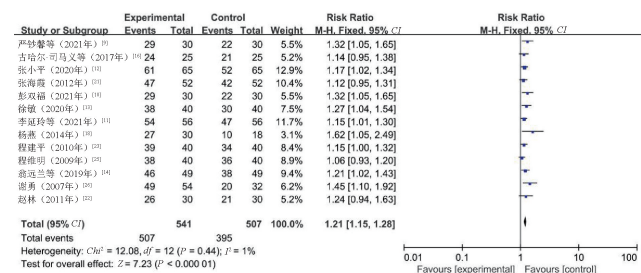 Experimental Control Risk Ratio Risk Ratio
Study or Subgroup Events Total Events Total Weight M-H. Fixed. 95% CI M-H. Fixed. 95% CI
严钞馨等（2021年）[9] 29 30 22 30 5.5% 1.32 [1.05, 1.65]
古哈尔·司马义等（2017年）[16] 24 25 21 25 5.2% 1.14 [0.95, 1.38]
张小平（2020年）[12] 61 65 52 65 12.9% 1.17 [1.02, 1.34]
张海霞（2012年）[21] 47 52 42 52 10.4% 1.12 [0.95, 1.31]
彭双福（2021年） 29 30 22 30 5.5% 1.32 [1.05, 1.65]
徐敏（2020年）[13] 38 40 30 40 7.4% 1.27 [1.04, 1.54]
李延玲等（2021年）[11] 54 56 47 56 11.7% 1.15 [1.01, 1.30]
杨燕（2014年） 27 30 10 18 3.1% 1.62 [1.05, 2.49]
程建平（2010年） 39 40 34 40 8.4% 1.15 [1.00, 1.32]
程维明（2009年） 38 40 36 40 8.9% 1.06 [0.93, 1.20]
翁远兰等（2019年）[14] 46 49 38 49 9.4% 1.21 [1.02, 1.43]
谢勇（2007年） 49 54 20 32 6.2% 1.45 [1.10, 1.92]
赵林（2011年）[22] 26 30 21 30 5.2% 1.24 [0.94, 1.63]
Total (95% CI) 541 507 100.0% 1.21 [1.15, 1.28]
Total events 507 395
Heterogeneity: Chi² = 12.08, df = 12 (P = 0.44); I² = 1%
Test for overall effect: Z = 7.23 (P < 0.000 01)
0.01 0.1 1 10 100
Favours [experimental] Favours [control]